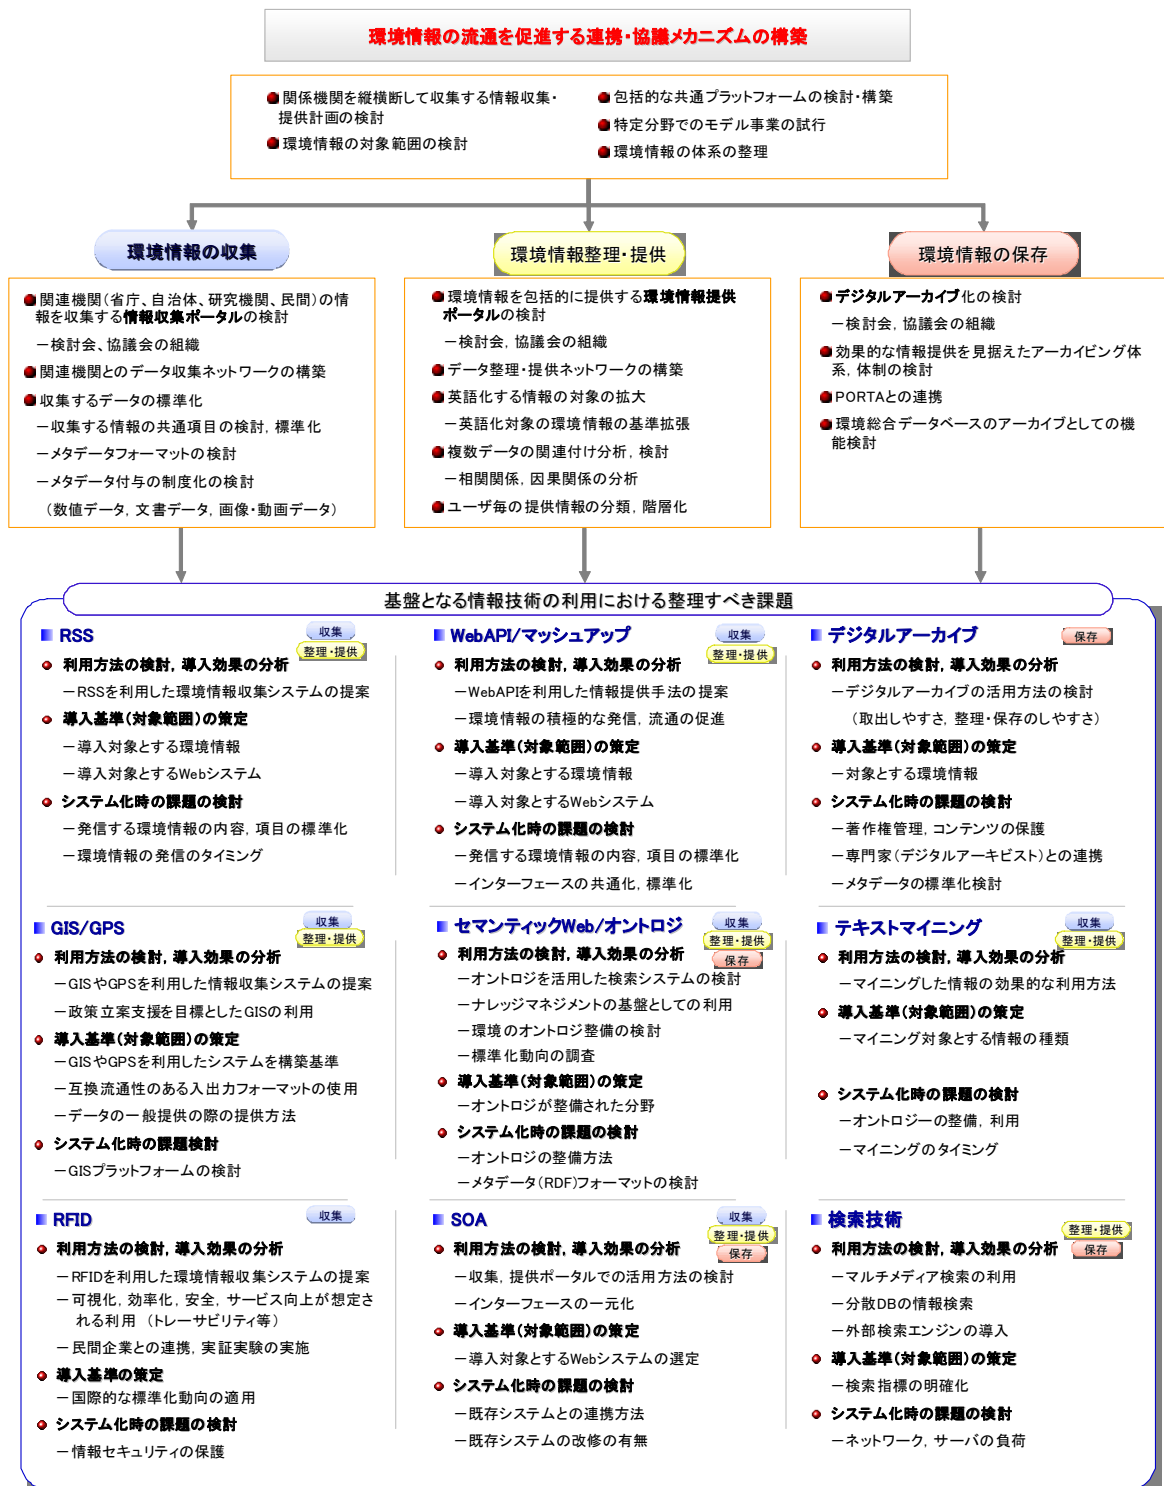 環境情報の流通を促進する連携・協議メカニズムの構築
関係機関を縦横断して収集する情報収集・
提供計画の検討
環境情報の対象範囲の検討
包括的な共通プラットフォームの検討・構築
特定分野でのモデル事業の試行
環境情報の体系の整理
環境情報の収集
関連機関（省庁、自治体、研究機関、民間）の情
報を収集する情報収集ポータルの検討
－検討会、協議会の組織
関連機関とのデータ収集ネットワークの構築
収集するデータの標準化
－収集する情報の共通項目の検討，標準化
－メタデータフォーマットの検討
－メタデータ付与の制度化の検討
（数値データ，文書データ，画像・動画データ）
環境情報整理・提供
環境情報を包括的に提供する環境情報提供
ポータルの検討
－検討会，協議会の組織
データ整理・提供ネットワークの構築
英語化する情報の対象の拡大
－英語化対象の環境情報の基準拡張
複数データの関連付け分析，検討
－相関関係，因果関係の分析
ユーザ毎の提供情報の分類，階層化
環境情報の保存
デジタルアーカイブ化の検討
－検討会，協議会の組織
効果的な情報提供を見据えたアーカイビング体
系，体制の検討
PORTAとの連携
環境総合データベースのアーカイブとしての機
能検討
基盤となる情報技術の利用における整理すべき課題
RSS
収集
整理・提供
利用方法の検討，導入効果の分析
－RSSを利用した環境情報収集システムの提案
導入基準（対象範囲）の策定
－導入対象とする環境情報
－導入対象とするWebシステム
システム化時の課題の検討
－発信する環境情報の内容，項目の標準化
－環境情報の発信のタイミング
WebAPI/マッシュアップ
収集
整理・提供
利用方法の検討，導入効果の分析
－WebAPIを利用した情報提供手法の提案
－環境情報の積極的な発信，流通の促進
導入基準（対象範囲）の策定
－導入対象とする環境情報
－導入対象とするWebシステム
システム化時の課題の検討
－発信する環境情報の内容，項目の標準化
－インターフェースの共通化，標準化
デジタルアーカイブ
保存
利用方法の検討，導入効果の分析
－デジタルアーカイブの活用方法の検討
（取出しやすさ，整理・保存のしやすさ）
導入基準（対象範囲）の策定
－対象とする環境情報
システム化時の課題の検討
－著作権管理，コンテンツの保護
－専門家（デジタルアーキビスト）との連携
－メタデータの標準化検討
GIS/GPS
収集
整理・提供
利用方法の検討，導入効果の分析
－GISやGPSを利用した情報収集システムの提案
－政策立案支援を目標としたGISの利用
導入基準（対象範囲）の策定
－GISやGPSを利用したシステムを構築基準
－互換流通性のある入出力フォーマットの使用
－データの一般提供の際の提供方法
システム化時の課題検討
－GISプラットフォームの検討
セマンティックWeb/オントロジ
収集
整理・提供
保存
利用方法の検討，導入効果の分析
－オントロジを活用した検索システムの検討
－ナレッジマネジメントの基盤としての利用
－環境のオントロジ整備の検討
－標準化動向の調査
導入基準（対象範囲）の策定
－オントロジが整備された分野
システム化時の課題の検討
－オントロジの整備方法
－メタデータ（RDF）フォーマットの検討
テキストマイニング
収集
整理・提供
利用方法の検討，導入効果の分析
－マイニングした情報の効果的な利用方法
導入基準（対象範囲）の策定
－マイニング対象とする情報の種類
システム化時の課題の検討
－オントロジーの整備，利用
－マイニングのタイミング
RFID
収集
利用方法の検討，導入効果の分析
－RFIDを利用した環境情報収集システムの提案
－可視化，効率化，安全，サービス向上が想定さ
れる利用 （トレーサビリティ等）
－民間企業との連携，実証実験の実施
導入基準の策定
－国際的な標準化動向の適用
システム化時の課題の検討
－情報セキュリティの保護
SOA
収集
整理・提供
保存
利用方法の検討，導入効果の分析
－収集，提供ポータルでの活用方法の検討
－インターフェースの一元化
導入基準（対象範囲）の策定
－導入対象とするWebシステムの選定
システム化時の課題の検討
－既存システムとの連携方法
－既存システムの改修の有無
検索技術
整理・提供
保存
利用方法の検討，導入効果の分析
－マルチメディア検索の利用
－分散DBの情報検索
－外部検索エンジンの導入
導入基準（対象範囲）の策定
－検索指標の明確化
システム化時の課題の検討
－ネットワーク，サーバの負荷